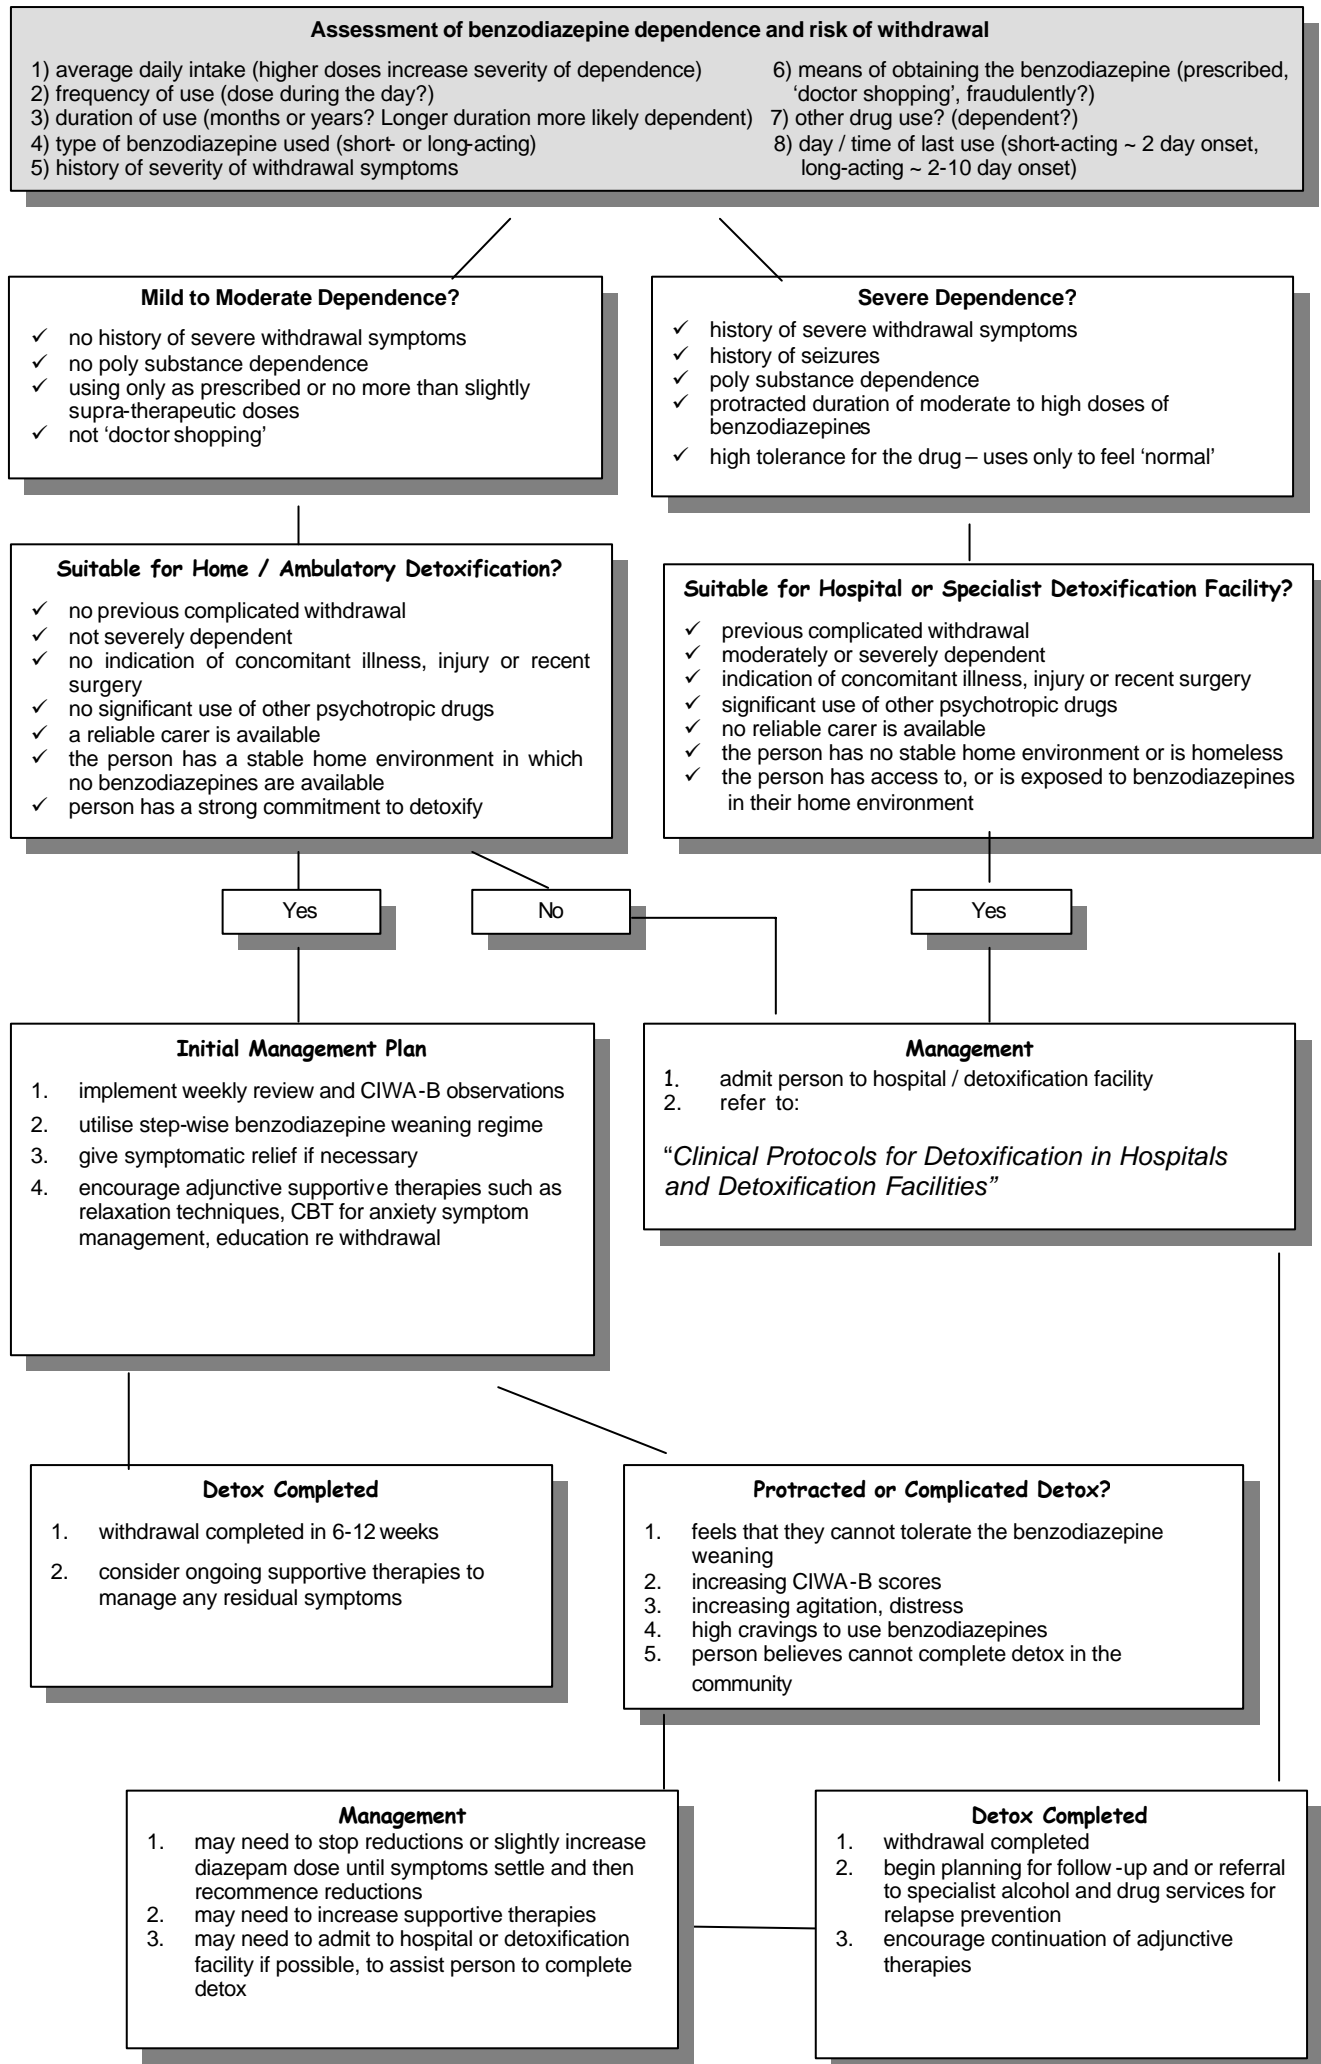 Assessment of benzodiazepine dependence and risk of withdrawal
1) average daily intake (higher doses increase severity of dependence)
2) frequency of use (dose during the day?)
3) duration of use (months or years? Longer duration more likely dependent)
4) type of benzodiazepine used (short- or long-acting)
5) history of severity of withdrawal symptoms
6) means of obtaining the benzodiazepine (prescribed,
‘doctor shopping’, fraudulently?)
7) other drug use? (dependent?)
8) day / time of last use (short-acting ~ 2 day onset,
long-acting ~ 2-10 day onset)
Mild to Moderate Dependence?
✓ no history of severe withdrawal symptoms
✓ no poly substance dependence
✓ using only as prescribed or no more than slightly
supra-therapeutic doses
✓ not ‘doctor shopping’
Severe Dependence?
✓ history of severe withdrawal symptoms
✓ history of seizures
✓ poly substance dependence
✓ protracted duration of moderate to high doses of
benzodiazepines
✓ high tolerance for the drug – uses only to feel ‘normal’
Suitable for Home / Ambulatory Detoxification?
✓ no previous complicated withdrawal
✓ not severely dependent
✓ no indication of concomitant illness, injury or recent
surgery
✓ no significant use of other psychotropic drugs
✓ a reliable carer is available
✓ the person has a stable home environment in which
no benzodiazepines are available
✓ person has a strong commitment to detoxify
Suitable for Hospital or Specialist Detoxification Facility?
✓ previous complicated withdrawal
✓ moderately or severely dependent
✓ indication of concomitant illness, injury or recent surgery
✓ significant use of other psychotropic drugs
✓ no reliable carer is available
✓ the person has no stable home environment or is homeless
✓ the person has access to, or is exposed to benzodiazepines
in their home environment
Yes
No
Yes
Initial Management Plan
1. implement weekly review and CIWA-B observations
2. utilise step-wise benzodiazepine weaning regime
3. give symptomatic relief if necessary
4. encourage adjunctive supportive therapies such as
relaxation techniques, CBT for anxiety symptom
management, education re withdrawal
Management
1. admit person to hospital / detoxification facility
2. refer to:
“Clinical Protocols for Detoxification in Hospitals
and Detoxification Facilities”
Detox Completed
1. withdrawal completed in 6-12 weeks
2. consider ongoing supportive therapies to
manage any residual symptoms
Protracted or Complicated Detox?
1. feels that they cannot tolerate the benzodiazepine
weaning
2. increasing CIWA-B scores
3. increasing agitation, distress
4. high cravings to use benzodiazepines
5. person believes cannot complete detox in the
community
Management
1. may need to stop reductions or slightly increase
diazepam dose until symptoms settle and then
recommence reductions
2. may need to increase supportive therapies
3. may need to admit to hospital or detoxification
facility if possible, to assist person to complete
detox
Detox Completed
1. withdrawal completed
2. begin planning for follow-up and or referral
to specialist alcohol and drug services for
relapse prevention
3. encourage continuation of adjunctive
therapies